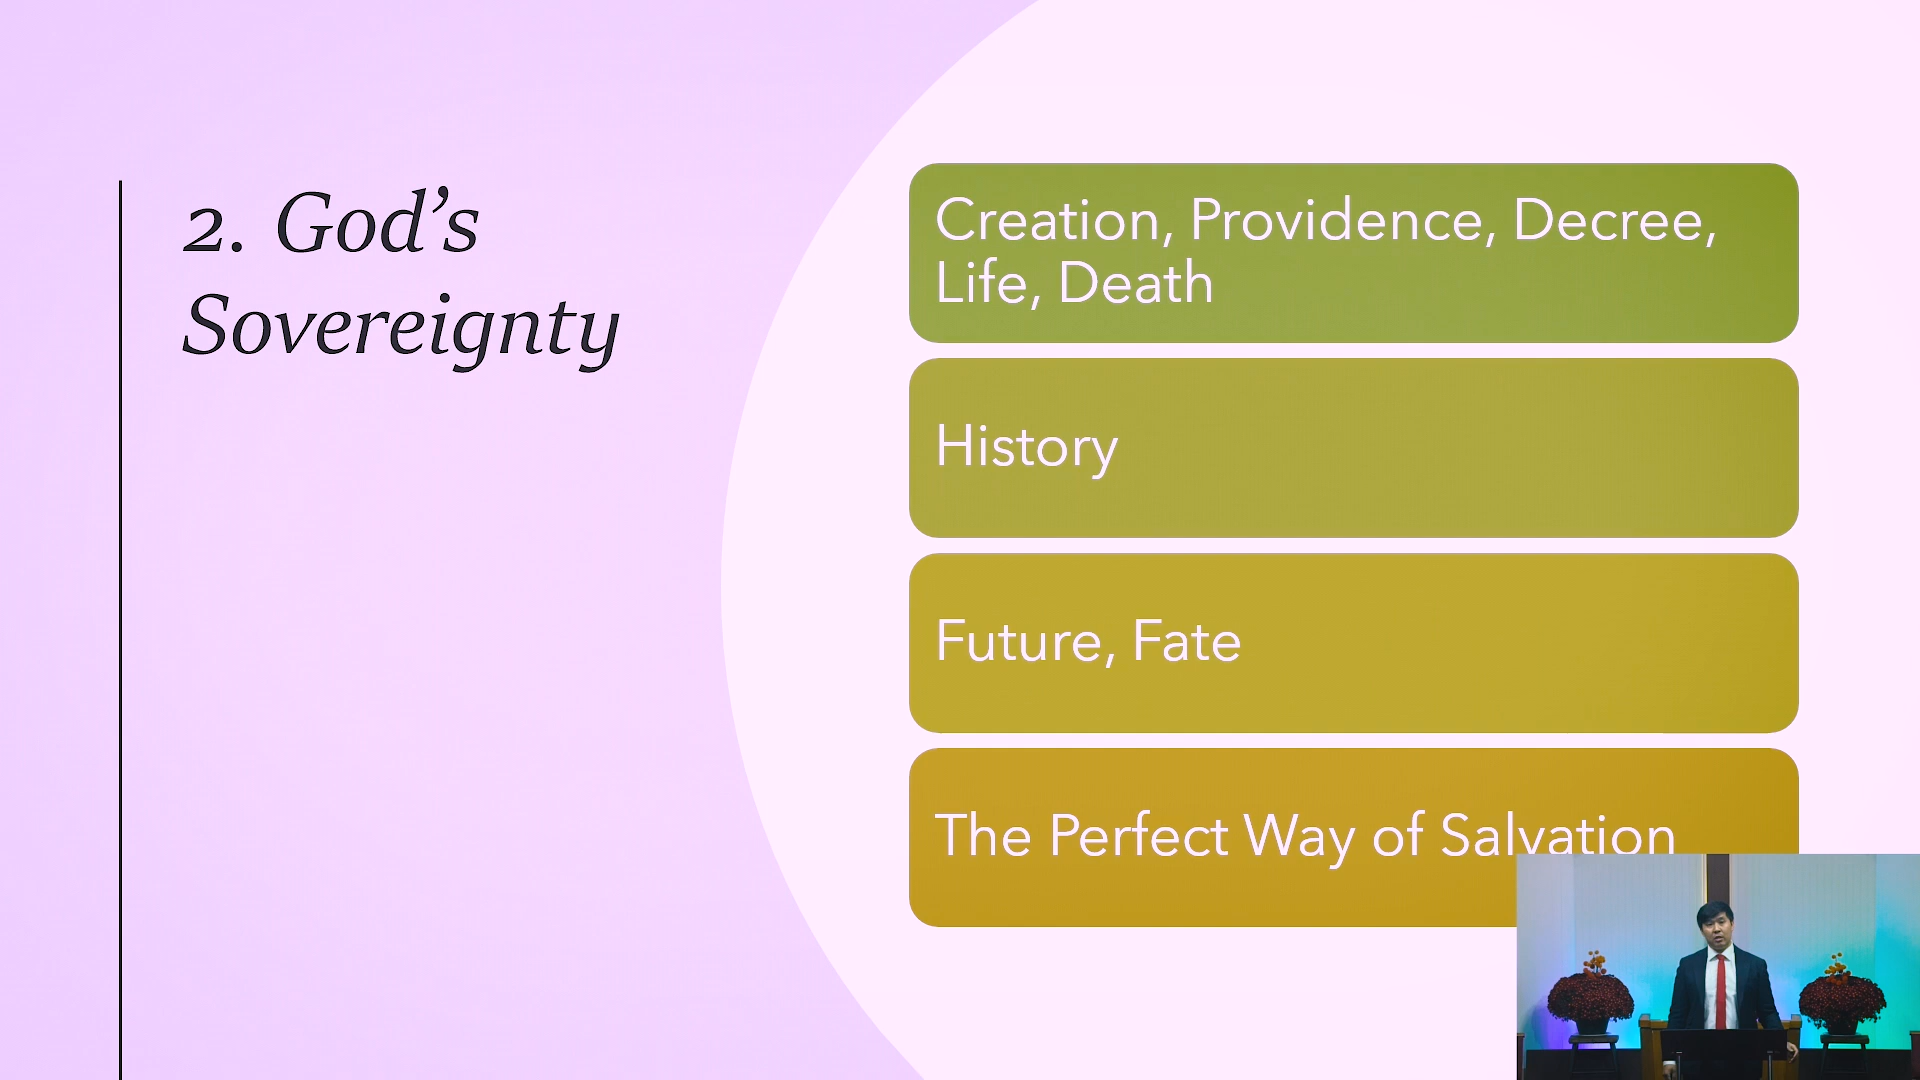 2. God’s
Sovereignty
Creation, Providence, Decree,
Life, Death
History
Future, Fate
The Perfect Way of Salvation